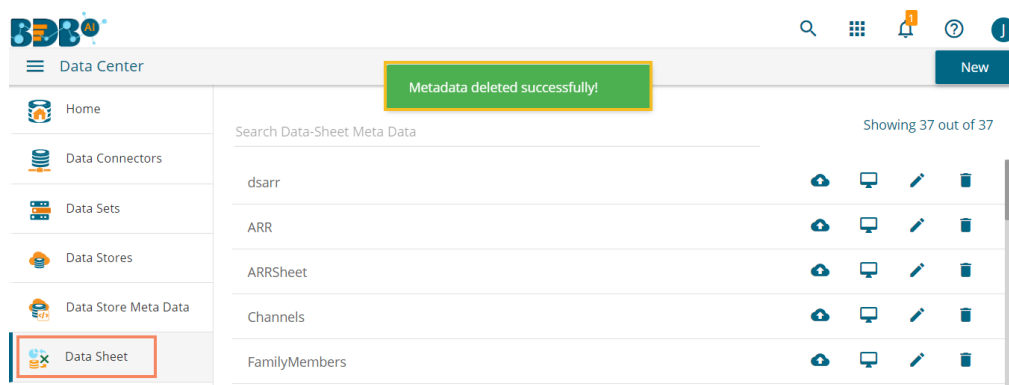 BDB AI
1
?
J
Data Center
New
Metadata deleted successfully!
Home
Data Connectors
Data Sets
Data Stores
Data Store Meta Data
Data Sheet
Search Data-Sheet Meta Data
Showing 37 out of 37
dsarr
ARR
ARRSheet
Channels
FamilyMembers